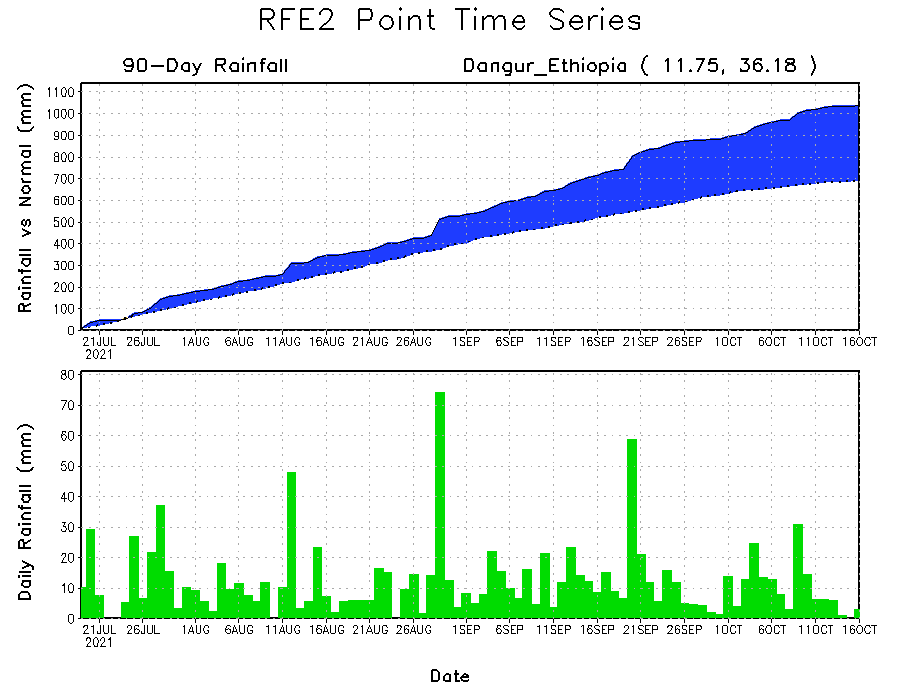 RFE2 Point Time Series
90-Day Rainfall
Dangur_Ethiopia ( 11.75, 36.18 )
Rainfall vs Normal (mm)
1100
1000
900
800
700
600
500
400
300
200
100
0
21JUL 26JUL 1AUG 6AUG 11AUG 16AUG 21AUG 26AUG 1SEP 6SEP 11SEP 16SEP 21SEP 26SEP 1OCT 6OCT 11OCT 16OCT
2021
Daily Rainfall (mm)
80
70
60
50
40
30
20
10
0
21JUL 26JUL 1AUG 6AUG 11AUG 16AUG 21AUG 26AUG 1SEP 6SEP 11SEP 16SEP 21SEP 26SEP 1OCT 6OCT 11OCT 16OCT
2021
Date